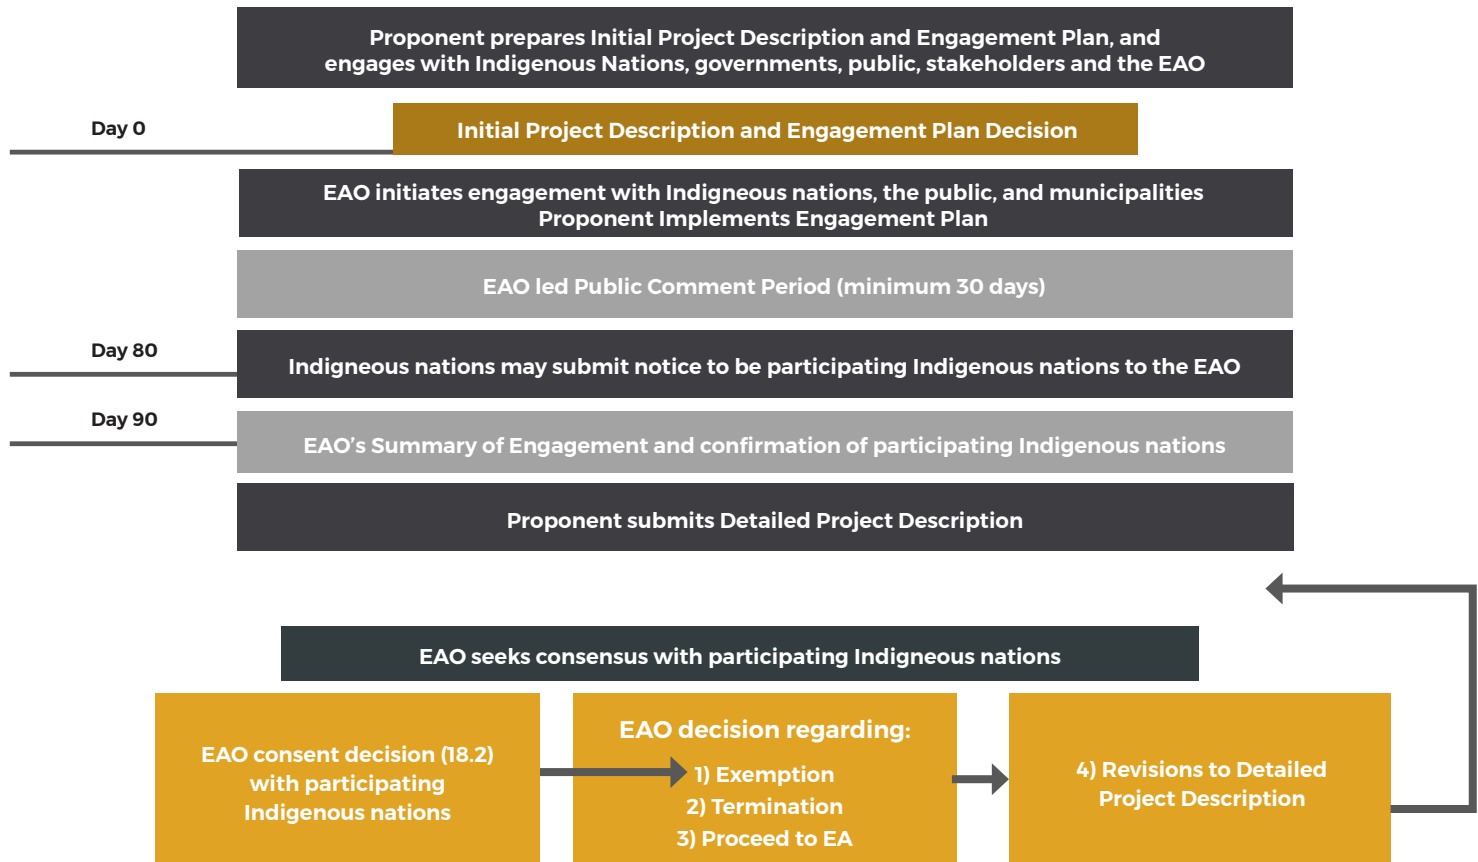 Proponent prepares Initial Project Description and Engagement Plan, and
engages with Indigenous Nations, governments, public, stakeholders and the EAO
Day 0
Initial Project Description and Engagement Plan Decision
EAO initiates engagement with Indigneous nations, the public, and municipalities
Proponent Implements Engagement Plan
EAO led Public Comment Period (minimum 30 days)
Day 80
Indigneous nations may submit notice to be participating Indigenous nations to the EAO
Day 90
EAO’s Summary of Engagement and confirmation of participating Indigenous nations
Proponent submits Detailed Project Description
EAO seeks consensus with participating Indigneous nations
EAO consent decision (18.2)
with participating
Indigenous nations
EAO decision regarding:
1) Exemption
2) Termination
3) Proceed to EA
4) Revisions to Detailed
Project Description